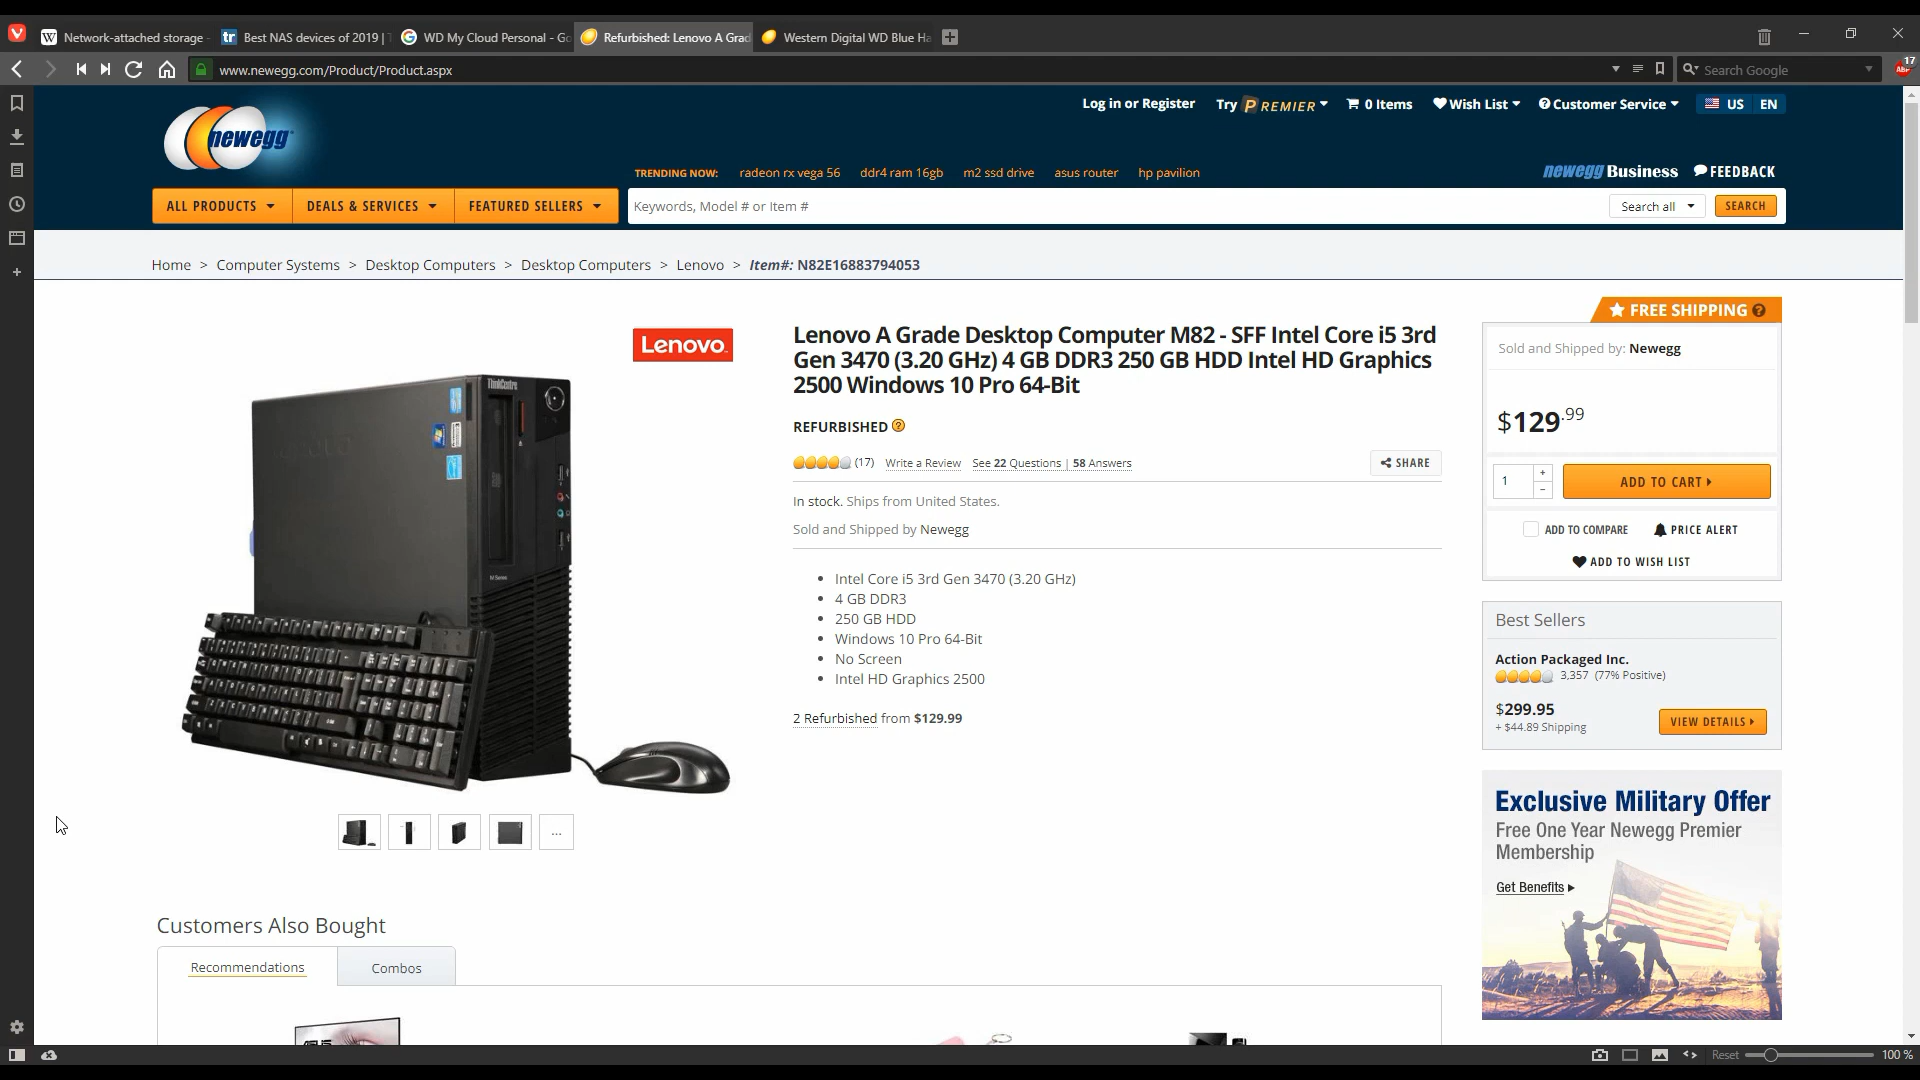 Network-attached storage -
Best NAS devices of 2019 |
WD My Cloud Personal - Go
Refurbished: Lenovo A Grad
Western Digital WD Blue Ha
www.newegg.com/Product/Product.aspx
Search Google
17
ABP
Log in or Register
Try PREMIER
0 Items
Wish List
Customer Service
US
EN
newegg
TRENDING NOW:
radeon rx vega 56
ddr4 ram 16gb
m2 ssd drive
asus router
hp pavilion
newegg Business
FEEDBACK
ALL PRODUCTS
DEALS & SERVICES
FEATURED SELLERS
Keywords, Model # or Item #
Search all
SEARCH
Home > Computer Systems > Desktop Computers > Desktop Computers > Lenovo > Item#: N82E16883794053
Lenovo
ThinkCentre
Lenovo A Grade Desktop Computer M82 - SFF Intel Core i5 3rd
Gen 3470 (3.20 GHz) 4 GB DDR3 250 GB HDD Intel HD Graphics
2500 Windows 10 Pro 64-Bit
REFURBISHED
(17)
Write a Review
See 22 Questions | 58 Answers
SHARE
In stock. Ships from United States.
Sold and Shipped by Newegg
Intel Core i5 3rd Gen 3470 (3.20 GHz)
4 GB DDR3
250 GB HDD
Windows 10 Pro 64-Bit
No Screen
Intel HD Graphics 2500
2 Refurbished from $129.99
FREE SHIPPING
Sold and Shipped by: Newegg
$129.99
1
ADD TO CART
ADD TO COMPARE
PRICE ALERT
ADD TO WISH LIST
Best Sellers
Action Packaged Inc.
3,357 (77% Positive)
$299.95
+ $44.89 Shipping
VIEW DETAILS
Exclusive Military Offer
Free One Year Newegg Premier
Membership
Get Benefits
...
Customers Also Bought
Recommendations
Combos
Reset
100 %